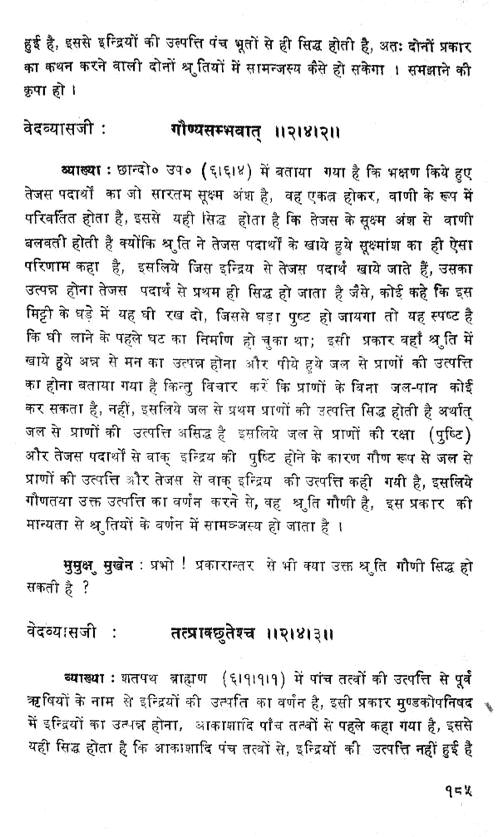 हुई है, इससे इन्द्रियों की उत्पत्ति पंच भूतों से ही सिद्ध होती है, अतः दोनों प्रकार
का कथन करने वाली दोनों श्रुतियों में सामन्जस्य कैसे हो सकेगा । समझाने की
कृपा हो ।
वेदव्यासजी : गौण्यसम्भवात् ।।२।४।२।।
व्याख्या : छान्दो० उप० (६।६।४) में बताया गया है कि भक्षण किये हुए
तेजस पदार्थों का जो सारतम सूक्ष्म अंश है, वह एकत्र होकर, वाणी के रूप में
परिवर्तित होता है, इससे यही सिद्ध होता है कि तेजस के सूक्ष्म अंश से वाणी
बलवती होती है क्योंकि श्रुति ने तेजस पदार्थों के खाये हुये सूक्ष्मांश का ही ऐसा
परिणाम कहा है, इसलिये जिस इन्द्रिय से तेजस पदार्थ खाये जाते हैं, उसका
उत्पन्न होना तेजस पदार्थ से प्रथम ही सिद्ध हो जाता है जैसे, कोई कहे कि इस
मिट्टी के घड़े में यह घी रख दो, जिससे घड़ा पुष्ट हो जायगा तो यह स्पष्ट है
कि घी लाने के पहले घट का निर्माण हो चुका था; इसी प्रकार वहाँ श्रुति में
खाये हुये अन्न से मन का उत्पन्न होना और पीये हुये जल से प्राणों की उत्पत्ति
का होना बताया गया है किन्तु विचार करें कि प्राणों के बिना जल-पान कोई
कर सकता है, नहीं, इसलिये जल से प्रथम प्राणों की उत्पत्ति सिद्ध होती है अर्थात्
जल से प्राणों की उत्पत्ति असिद्ध है इसलिये जल से प्राणों की रक्षा (पुष्टि)
और तेजस पदार्थों से वाक् इन्द्रिय की पुष्टि होने के कारण गौण रूप से जल से
प्राणों की उत्पत्ति और तेजस से वाक् इन्द्रिय की उत्पत्ति कही गयी है, इसलिये
गौणतया उक्त उत्पत्ति का वर्णन करने से, वह श्रुति गौणी है, इस प्रकार की
मान्यता से श्रुतियों के वर्णन में सामञ्जस्य हो जाता है ।
मुमुक्षु मुखेन : प्रभो ! प्रकारान्तर से भी क्या उक्त श्रुति गौणी सिद्ध हो
सकती है ?
वेदव्यासजी : तत्प्राक्छुतेश्च ।।२।४।३।।
व्याख्या : शतपथ ब्राह्मण (६।१।१।१) में पांच तत्वों की उत्पत्ति से पूर्व
ऋषियों के नाम से इन्द्रियों की उत्पति का वर्णन है, इसी प्रकार मुण्डकोपनिषद
में इन्द्रियों का उत्पन्न होना, आकाशादि पाँच तत्वों से पहले कहा गया है, इससे
यही सिद्ध होता है कि आकाशादि पंच तत्वों से, इन्द्रियों की उत्पत्ति नहीं हुई है
१८५